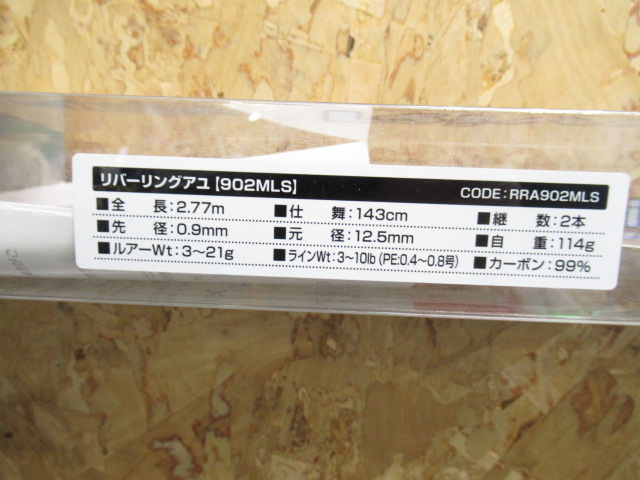 リバーリングアユ【902MLS】 CODE:RRA902MLS
■全 長:2.77m ■仕 舞:143cm ■継 数:2本
■先 径:0.9mm ■元 径:12.5mm ■自 重:114g
■ルアーWt:3〜21g ■ラインWt:3〜10lb(PE:0.4〜0.8号) ■カーボン:99%